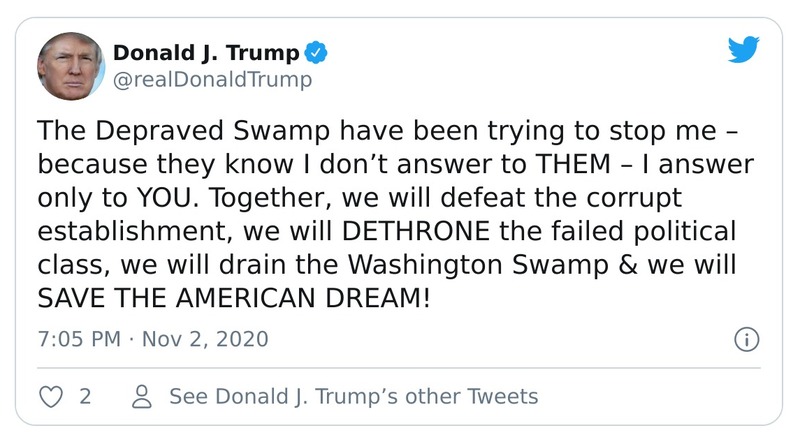 Donald J. Trump
@realDonaldTrump
The Depraved Swamp have been trying to stop me –
because they know I don’t answer to THEM – I answer
only to YOU. Together, we will defeat the corrupt
establishment, we will DETHRONE the failed political
class, we will drain the Washington Swamp & we will
SAVE THE AMERICAN DREAM!
7:05 PM · Nov 2, 2020
2 See Donald J. Trump’s other Tweets